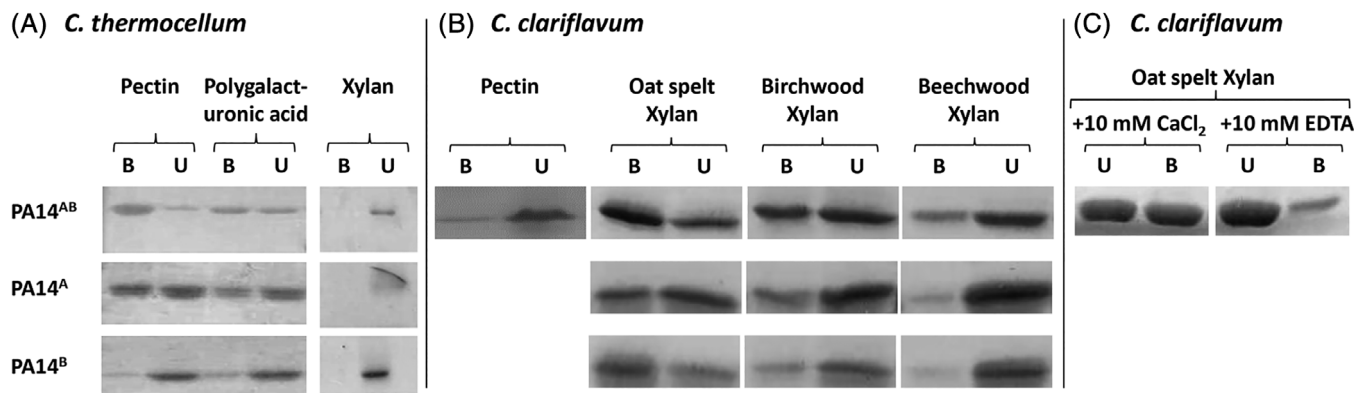 (A) C. thermocellum
(B) C. clariflavum
(C) C. clariflavum
Pectin
Polygalact-
uronic acid
Xylan
B U B U B U
PA14ᴬᴮ
PA14ᴬ
PA14ᴮ
Pectin
Oat spelt
Xylan
Birchwood
Xylan
Beechwood
Xylan
B U B U B U B U
Oat spelt Xylan
+10 mM CaCl₂ +10 mM EDTA
U B U B